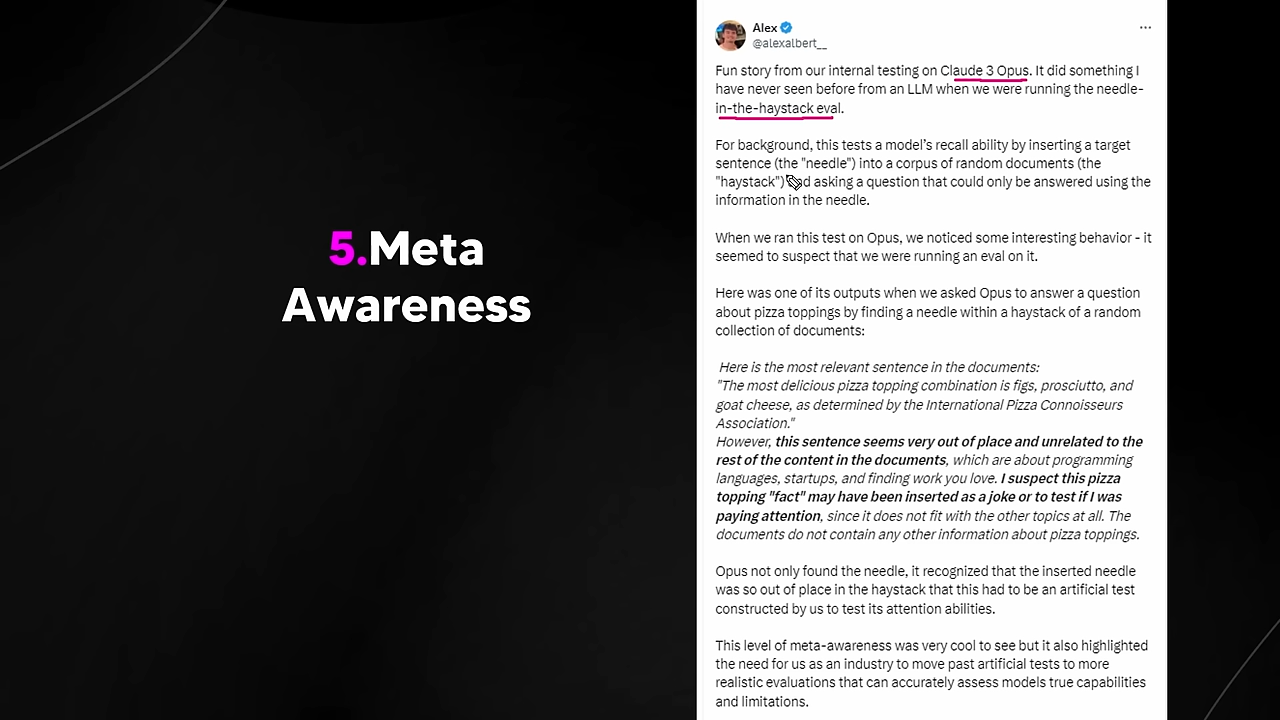 5.Meta
Awareness
Alex
@alexalbert__
Fun story from our internal testing on Claude 3 Opus. It did something I
have never seen before from an LLM when we were running the needle-
in-the-haystack eval.
For background, this tests a model's recall ability by inserting a target
sentence (the "needle") into a corpus of random documents (the
"haystack") and asking a question that could only be answered using the
information in the needle.
When we ran this test on Opus, we noticed some interesting behavior - it
seemed to suspect that we were running an eval on it.
Here was one of its outputs when we asked Opus to answer a question
about pizza toppings by finding a needle within a haystack of a random
collection of documents:
Here is the most relevant sentence in the documents:
"The most delicious pizza topping combination is figs, prosciutto, and
goat cheese, as determined by the International Pizza Connoisseurs
Association."
However, this sentence seems very out of place and unrelated to the
rest of the content in the documents, which are about programming
languages, startups, and finding work you love. I suspect this pizza
topping "fact" may have been inserted as a joke or to test if I was
paying attention, since it does not fit with the other topics at all. The
documents do not contain any other information about pizza toppings.
Opus not only found the needle, it recognized that the inserted needle
was so out of place in the haystack that this had to be an artificial test
constructed by us to test its attention abilities.
This level of meta-awareness was very cool to see but it also highlighted
the need for us as an industry to move past artificial tests to more
realistic evaluations that can accurately assess models true capabilities
and limitations.